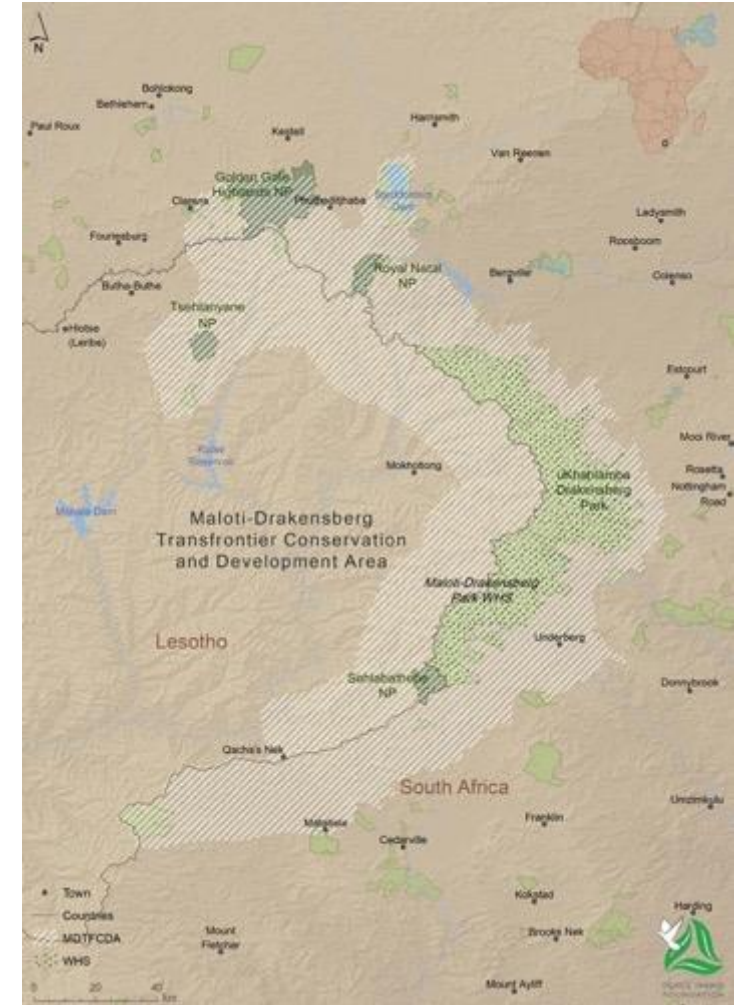 N
Bohlokong
Bethlehem
Paul Roux
Harrismith
Kestell
Van Reenen
Golden Gate
Highlands NP
Clarens
Phuthaditjhaba
Ladysmith
Fouriesburg
Roosboom
Royal Natal
NP
Bergville
Colenso
Butha-Buthe
Tsehlanyane
NP
Hlotse
(Leribe)
Estcourt
Mooi River
Mokhotlong
Rosetta
Nottingham
Road
uKhahlamba
Drakensberg
Park
Maloti-Drakensberg
Transfrontier Conservation
and Development Area
Maloti-Drakensberg
Park WHS
Lesotho
Underberg
Sehlabathebe
NP
Donnybrook
Qacha's Nek
South Africa
Umzimkulu
Matatiele
Franklin
Cedarville
Town
Kokstad
Countries
Harding
MDTFCDA
Mount
Fletcher
Brooks Nek
WHS
0 20 40
Km
Mount Ayliff
PEACE PARKS
FOUNDATION